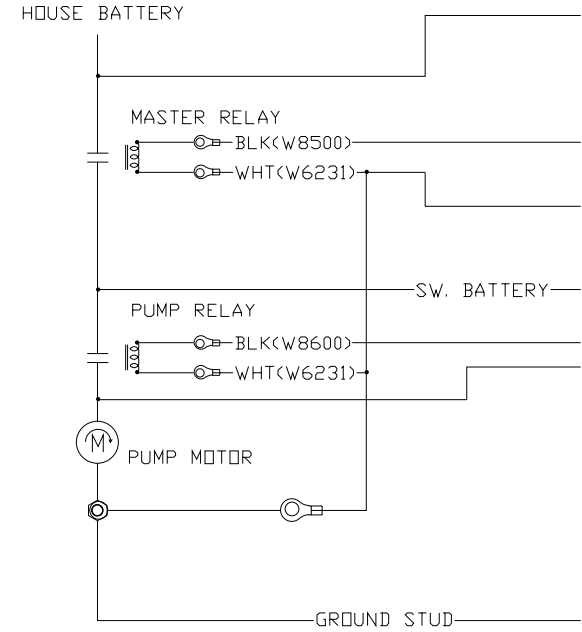 HOUSE BATTERY
MASTER RELAY
BLK(W8500)
WHT(W6231)
SW. BATTERY
PUMP RELAY
BLK(W8600)
WHT(W6231)
M
PUMP MOTOR
GROUND STUD